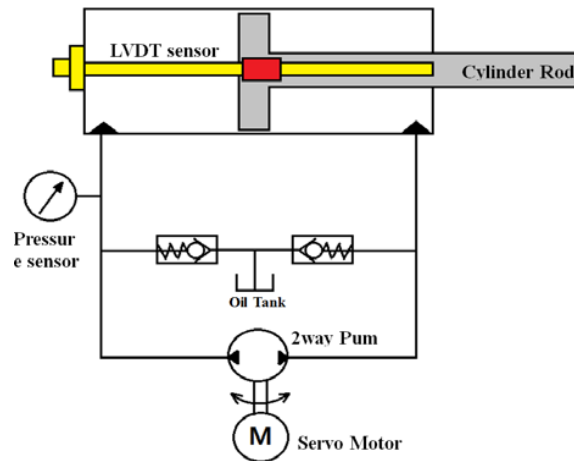 LVDT sensor
Cylinder Rod
Pressur
e sensor
Oil Tank
2way Pum
M
Servo Motor